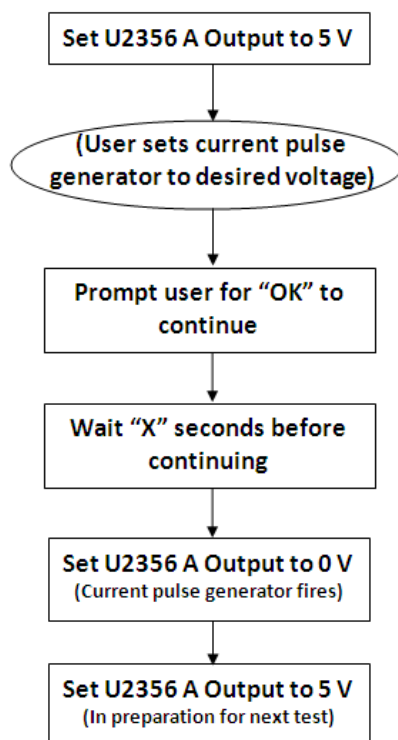 Set U2356 A Output to 5 V
(User sets current pulse
generator to desired voltage)
Prompt user for “OK” to
continue
Wait “X” seconds before
continuing
Set U2356 A Output to 0 V
(Current pulse generator fires)
Set U2356 A Output to 5 V
(In preparation for next test)